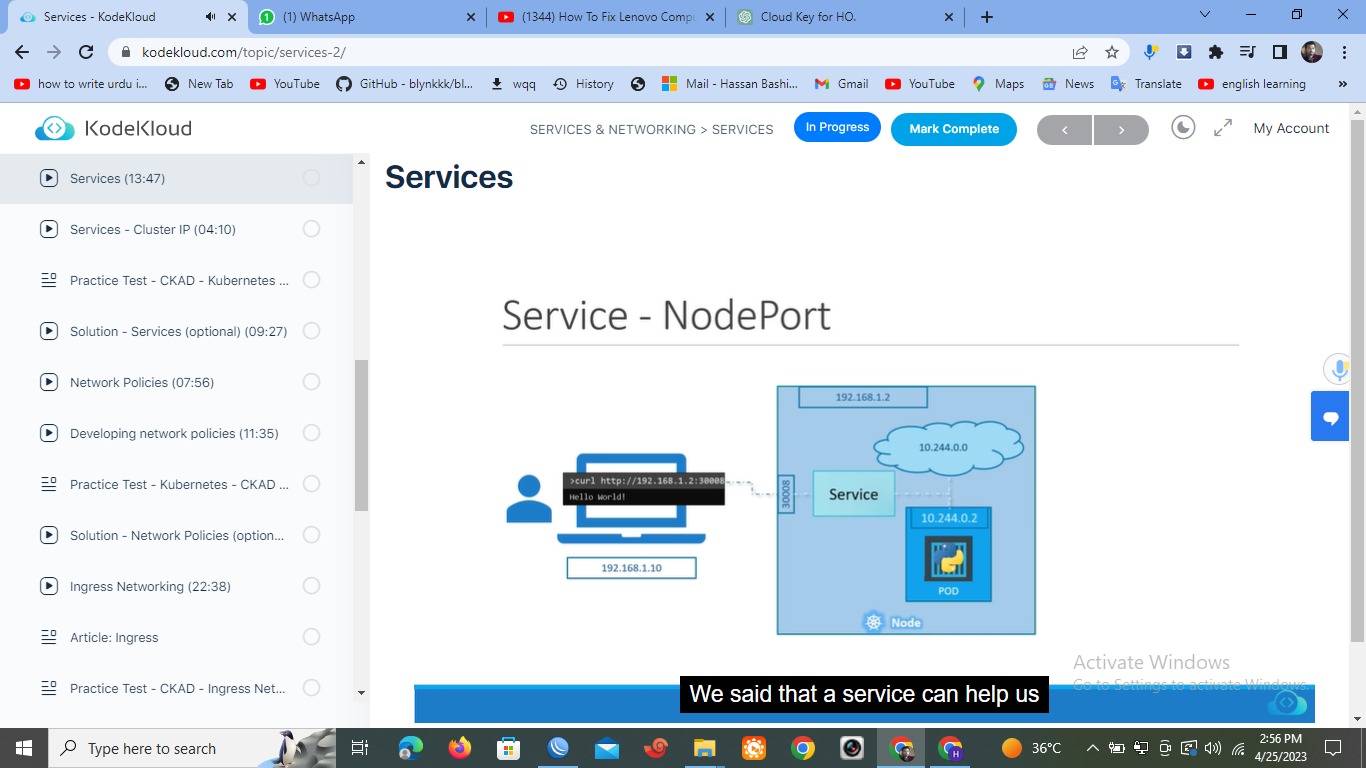 Services - KodeKloud
(1) WhatsApp
(1344) How To Fix Lenovo Compu
Cloud Key for HO.
kodekloud.com/topic/services-2/
how to write urdu i...
New Tab
YouTube
GitHub - blynkkk/bl...
wqq
History
Mail - Hassan Bashi...
Gmail
YouTube
Maps
News
Translate
english learning
»
KodeKloud
SERVICES & NETWORKING > SERVICES
In Progress
Mark Complete
<
>
My Account
Services (13:47)
Services - Cluster IP (04:10)
Practice Test - CKAD - Kubernetes ...
Solution - Services (optional) (09:27)
Network Policies (07:56)
Developing network policies (11:35)
Practice Test - Kubernetes - CKAD ...
Solution - Network Policies (option...
Ingress Networking (22:38)
Article: Ingress
Practice Test - CKAD - Ingress Net...
Services
Service - NodePort
192.168.1.2
10.244.0.0
>curl http://192.168.1.2:30008
Hello World!
30008
Service
10.244.0.2
POD
192.168.1.10
Node
Activate Windows
Go to Settings to activate Windows.
We said that a service can help us
Type here to search
H
36°C
2:56 PM
4/25/2023